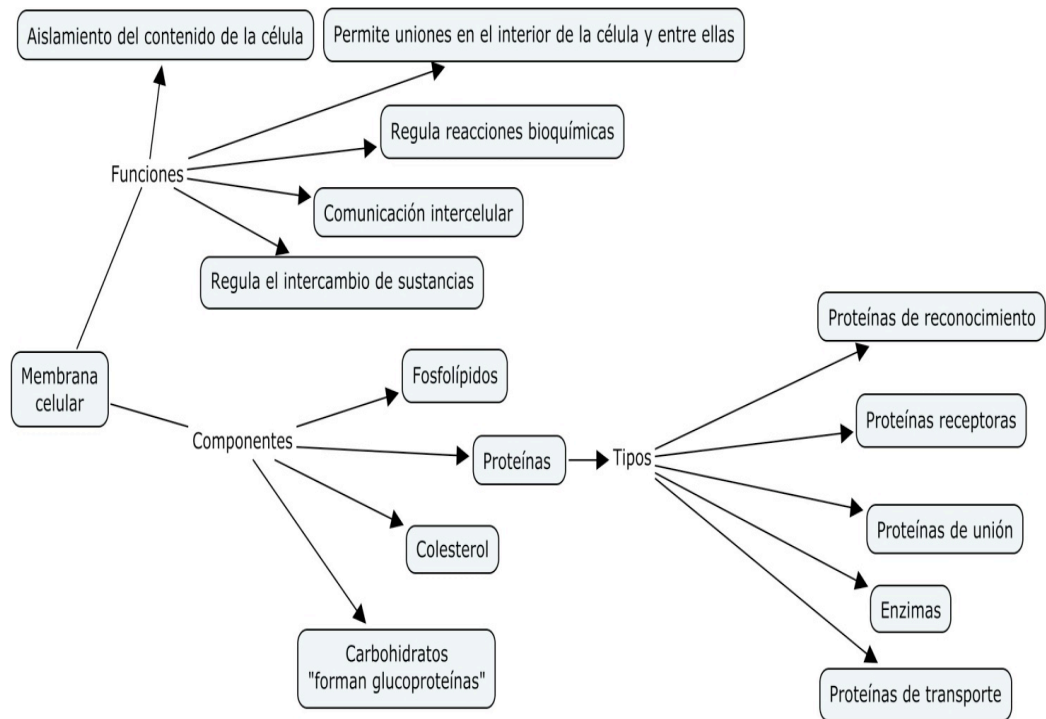 Aislamiento del contenido de la célula
Permite uniones en el interior de la célula y entre ellas
Regula reacciones bioquímicas
Funciones
Comunicación intercelular
Regula el intercambio de sustancias
Membrana
celular
Componentes
Fosfolípidos
Proteínas
Colesterol
Carbohidratos
"forman glucoproteínas"
Tipos
Proteínas de reconocimiento
Proteínas receptoras
Proteínas de unión
Enzimas
Proteínas de transporte